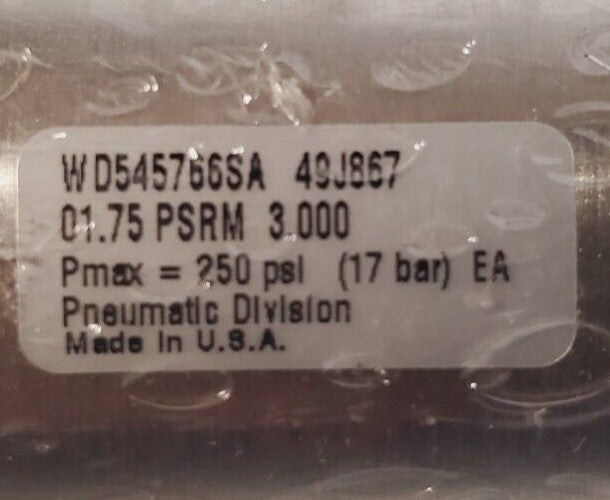 WD545766SA 49J867
01.75 PSRM 3.000
Pmax = 250 psi (17 bar) EA
Pneumatic Division
Made in U.S.A.